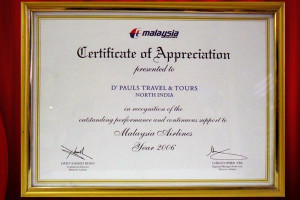 malaysia
Certificate of Appreciation
presented to
D' PAULS TRAVEL & TOURS
NORTH INDIA
in recognition of the
outstanding performance and continuous support to
Malaysia Airlines
Year 2006